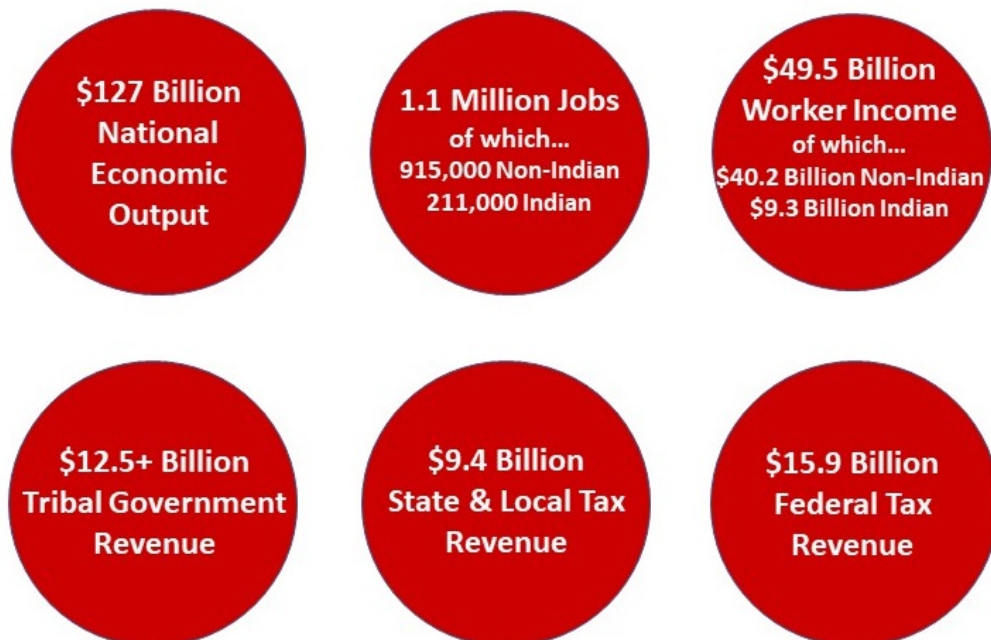 $127 Billion
National
Economic
Output
1.1 Million Jobs
of which...
915,000 Non-Indian
211,000 Indian
$49.5 Billion
Worker Income
of which...
$40.2 Billion Non-Indian
$9.3 Billion Indian
$12.5+ Billion
Tribal Government
Revenue
$9.4 Billion
State & Local Tax
Revenue
$15.9 Billion
Federal Tax
Revenue